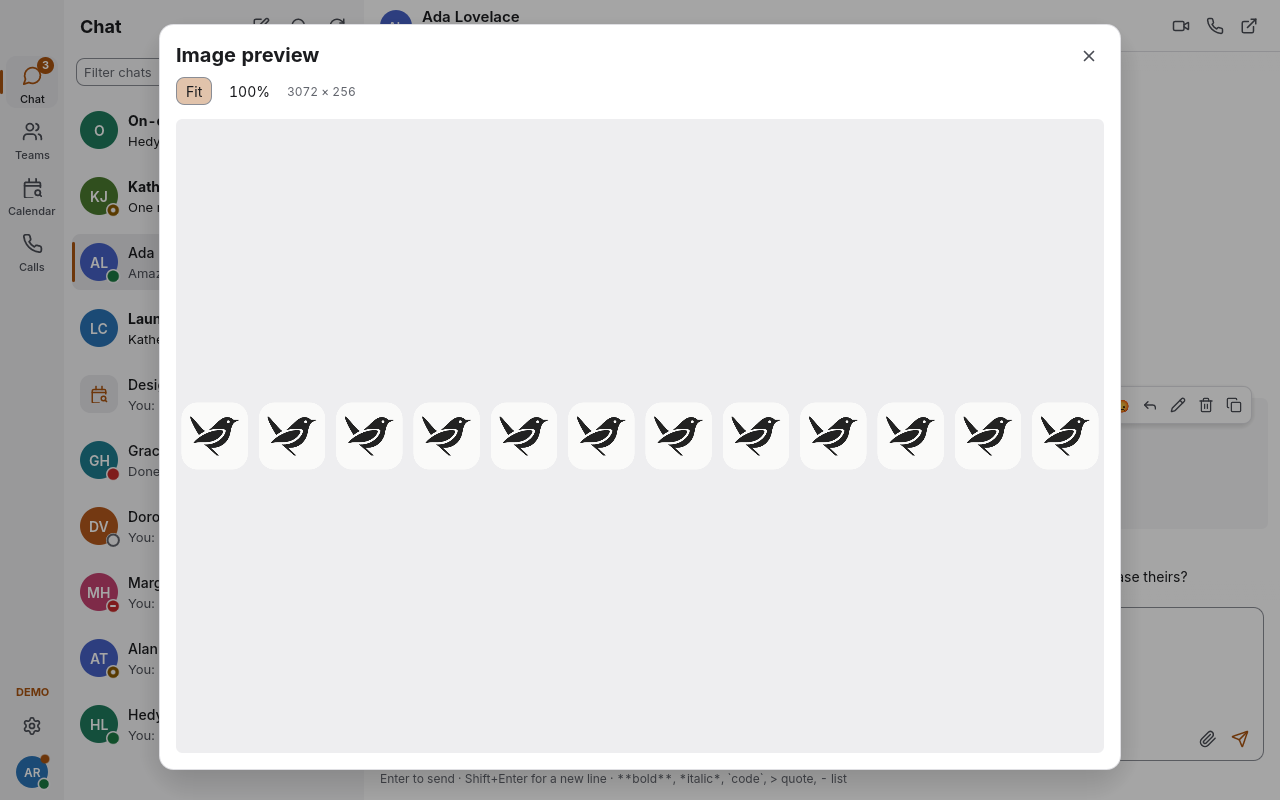 Chat
Ada Lovelace
Image preview
Fit
100%
3072 × 256
3
Chat
Teams
Calendar
Calls
DEMO
AR
Filter chats
O
Hedy
KJ
Kath
One
AL
Ada
LC
Laun
Kathe
Desi
You:
GH
Grac
Done
DV
Doro
You:
MH
Marg
You:
AT
Alan
You:
HL
Hedy
You:
ase theirs?
Enter to send · Shift+Enter for a new line · **bold**, *italic*, `code`, > quote, - list